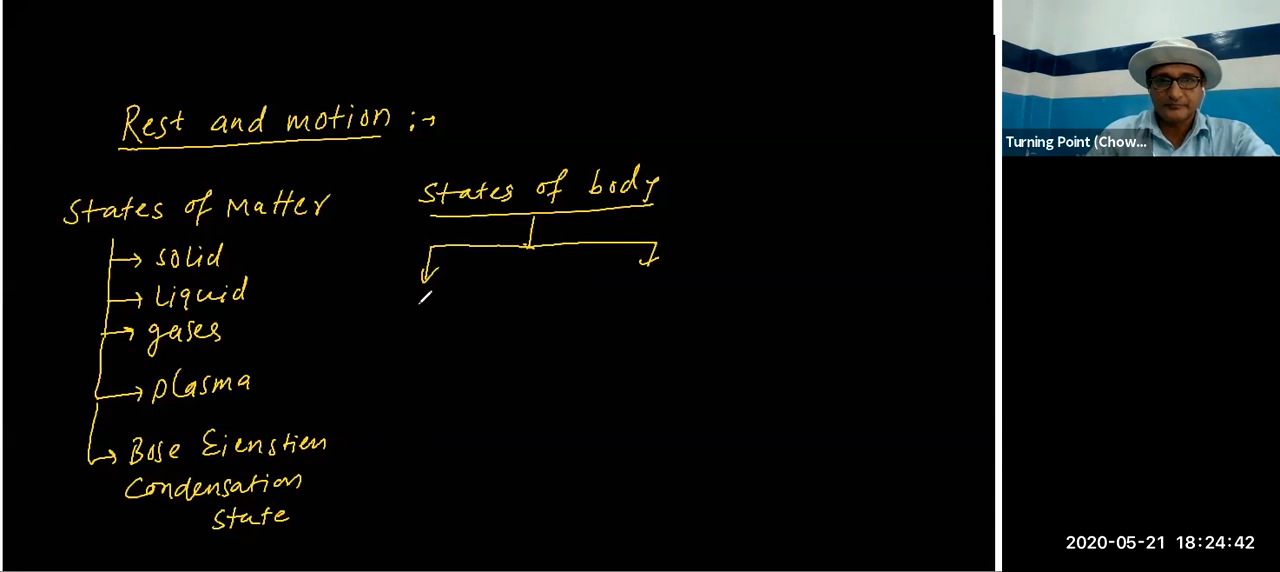 Rest and motion :→
States of Matter
→ solid
→ Liquid
→ gases
→ plasma
→ Bose Eienstien
Condensation
state
States of body
Turning Point (Chow...
2020-05-21 18:24:42